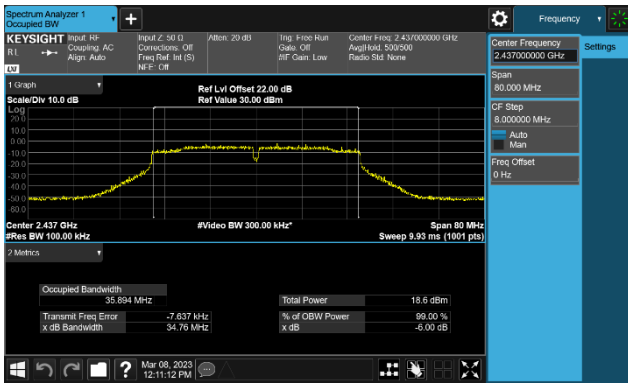 Spectrum Analyzer 1
Occupied BW
Frequency
KEYSIGHT
R L
LXI
Input: RF
Coupling: AC
Align: Auto
Input Z: 50 Ω
Corrections: Off
Freq Ref: Int (S)
NFE: Off
Atten: 20 dB
Trig: Free Run
Gate: Off
#IF Gain: Low
Center Freq: 2.437000000 GHz
Avg|Hold: 500/500
Radio Std: None
Center Frequency
2.437000000 GHz
Settings
Span
80.000 MHz
CF Step
8.000000 MHz
Auto
Man
Freq Offset
0 Hz
1 Graph
Scale/Div 10.0 dB
Ref Lvl Offset 22.00 dB
Ref Value 30.00 dBm
Log
20.0
10.0
0.00
-10.0
-20.0
-30.0
-40.0
-50.0
-60.0
Center 2.437 GHz
#Res BW 100.00 kHz
#Video BW 300.00 kHz*
Span 80 MHz
Sweep 9.93 ms (1001 pts)
2 Metrics
Occupied Bandwidth
35.894 MHz
Total Power 18.6 dBm
Transmit Freq Error -7.637 kHz
% of OBW Power 99.00 %
x dB Bandwidth 34.76 MHz
x dB -6.00 dB
Mar 08, 2023
12:11:12 PM